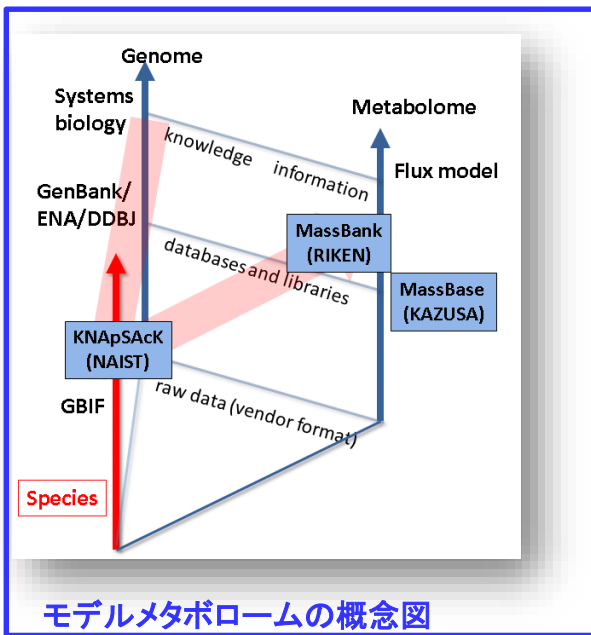 Genome
Systems
biology
Metabolome
knowledge information
Flux model
GenBank/
ENA/DDBJ
MassBank
(RIKEN)
databases and libraries
MassBase
(KAZUSA)
KNApSAcK
(NAIST)
GBIF
raw data (vendor format)
Species
モデルメタボロームの概念図